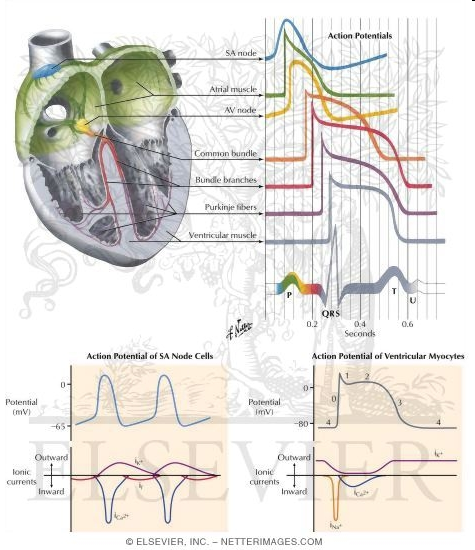 Action Potentials
SA node
Atrial muscle
AV node
Common bundle
Bundle branches
Purkinje fibers
Ventricular muscle
P
QRS
T
U
0.2 0.4 0.6
Seconds
F. Netter
Action Potential of SA Node Cells
Potential
(mV)
0
−65
Outward
Ionic
currents
Inward
iK+
if
iCa2+
Action Potential of Ventricular Myocytes
Potential
(mV)
0
−80
1
2
0
3
4
4
Outward
Ionic
currents
Inward
iK+
iCa2+
iNa+
ELSEVIER
© ELSEVIER, INC. – NETTERIMAGES.COM